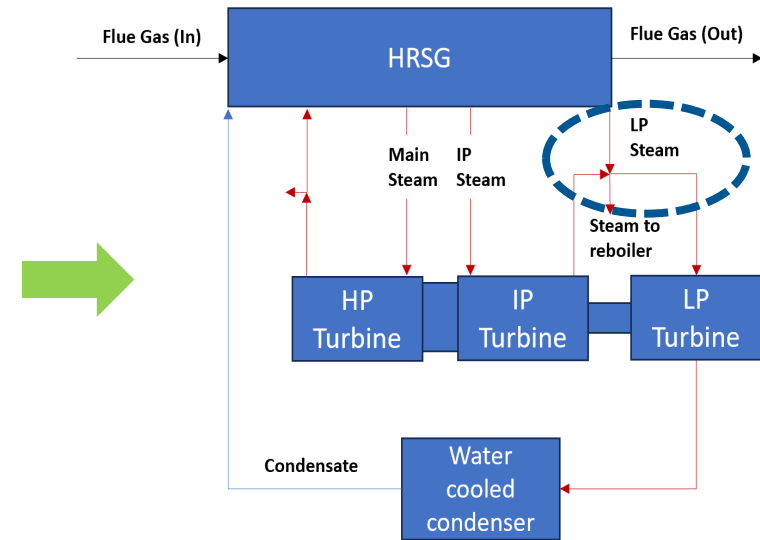 Flue Gas (In)
HRSG
Flue Gas (Out)
Main
Steam
IP
Steam
LP
Steam
Steam to
reboiler
HP
Turbine
IP
Turbine
LP
Turbine
Condensate
Water
cooled
condenser